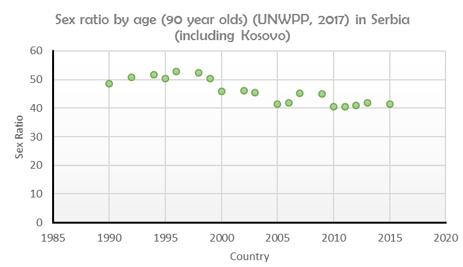 Sex ratio by age (90 year olds) (UNWPP, 2017) in Serbia
(including Kosovo)
60
50
40
30
20
10
0
Sex Ratio
1985 1990 1995 2000 2005 2010 2015 2020
Country